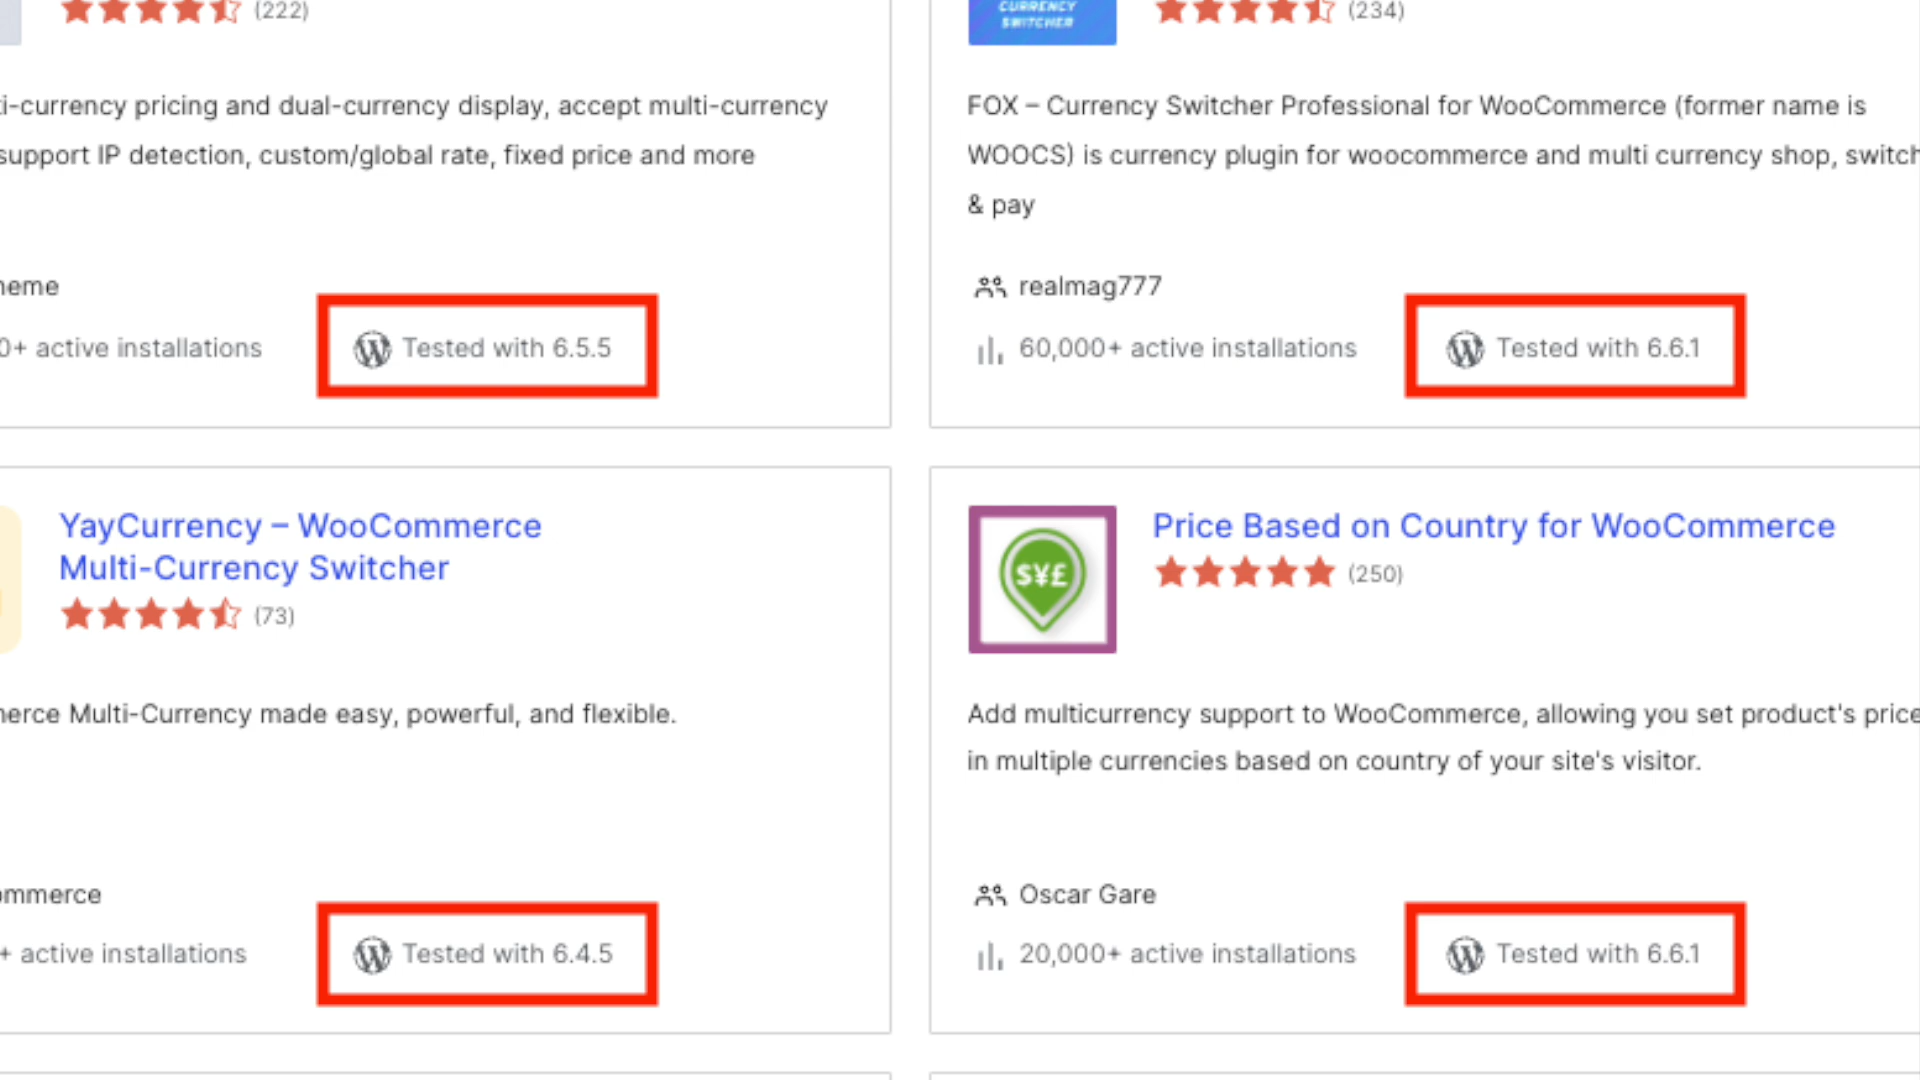 (222)
i-currency pricing and dual-currency display, accept multi-currency
support IP detection, custom/global rate, fixed price and more
heme
0+ active installations
Tested with 6.5.5
CURRENCY
SWITCHER
(234)
FOX – Currency Switcher Professional for WooCommerce (former name is
WOOCS) is currency plugin for woocommerce and multi currency shop, switch
& pay
realmag777
60,000+ active installations
Tested with 6.6.1
YayCurrency – WooCommerce
Multi-Currency Switcher
(73)
nerce Multi-Currency made easy, powerful, and flexible.
ommerce
+ active installations
Tested with 6.4.5
$¥£
Price Based on Country for WooCommerce
(250)
Add multicurrency support to WooCommerce, allowing you set product's price
in multiple currencies based on country of your site's visitor.
Oscar Gare
20,000+ active installations
Tested with 6.6.1